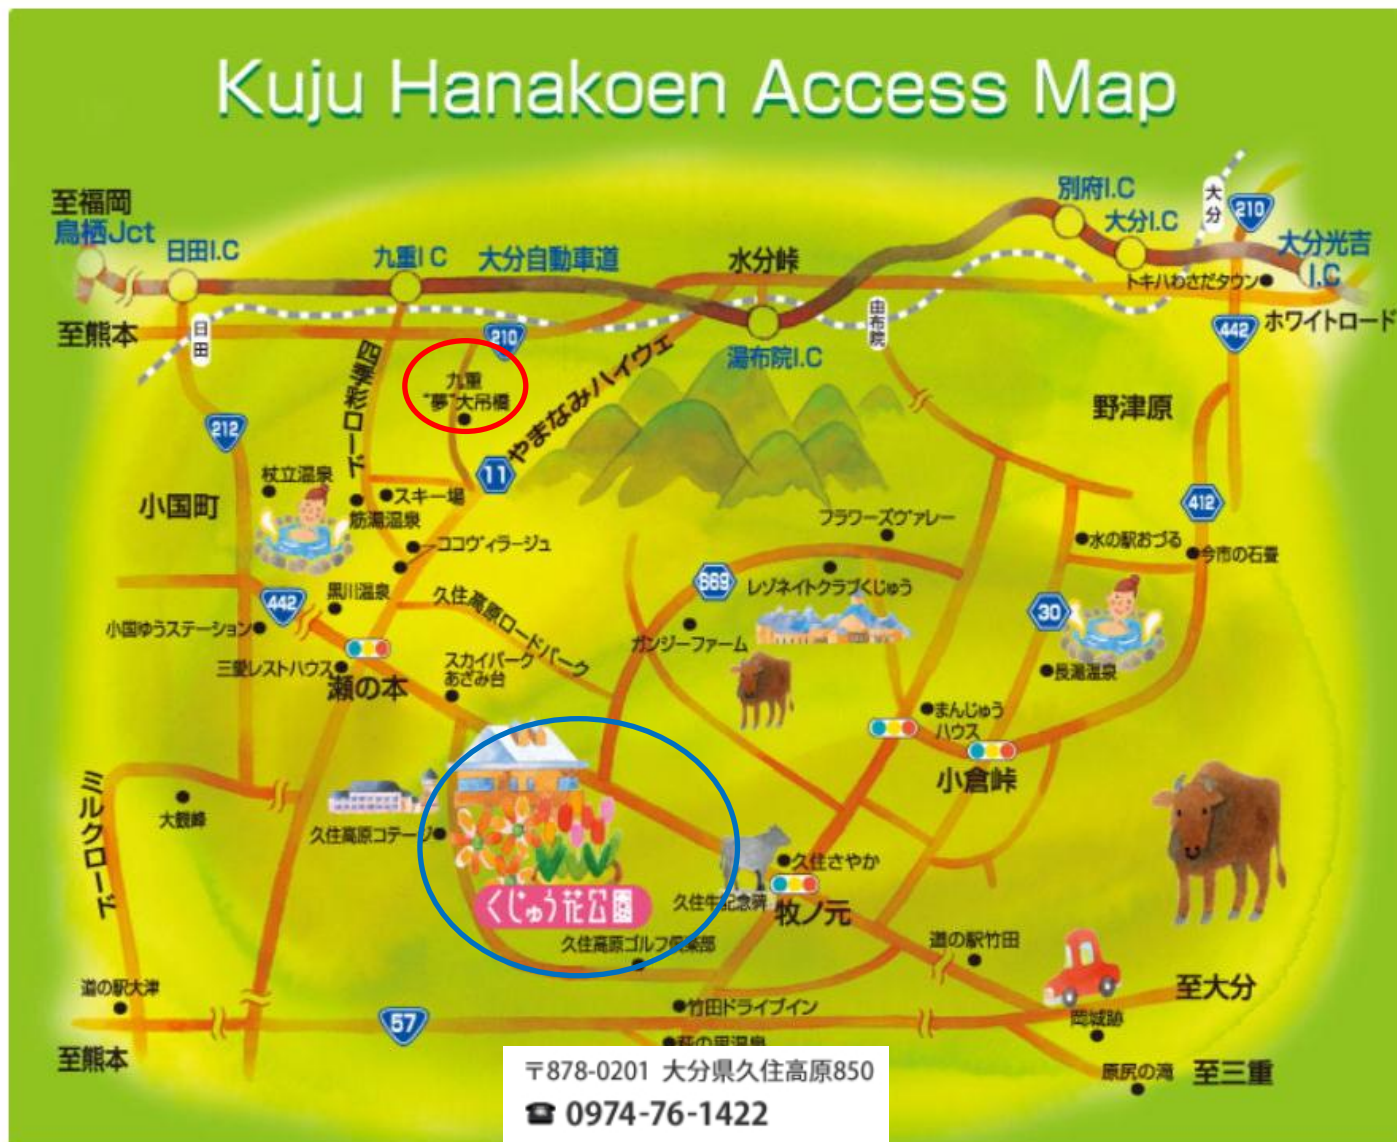 Kuju Hanakoen Access Map
至福岡
鳥栖Jct
日田I.C
九重I C
大分自動車道
水分峠
別府I.C
大分I.C
大分
210
大分光吉
I.C
トキハわさだタウン
ホワイトロード
442
至熊本
日田
210
由布院
湯布院I.C
四季彩ロード
九重
"夢"大吊橋
やまなみハイウェ
野津原
212
杖立温泉
小国町
スキー場
筋湯温泉
11
ココヴィラージュ
フラワーズヴァレー
412
水の駅おづる
今市の石畳
442
黒川温泉
久住高原ロードパーク
669
レゾネイトクラブくじゅう
30
小国ゆうステーション
ガンジーファーム
三愛レストハウス
瀬の本
スカイパーク
あざみ台
長湯温泉
まんじゅう
ハウス
小倉峠
ミルクロード
大観峰
久住高原コテージ
くじゅう花公園
久住さやか
久住牛記念碑
牧ノ元
久住高原ゴルフ倶楽部
道の駅竹田
道の駅大津
竹田ドライブイン
至大分
57
岡城跡
至熊本
荻の里温泉
原尻の滝
至三重
〒878-0201 大分県久住高原850
☎ 0974-76-1422